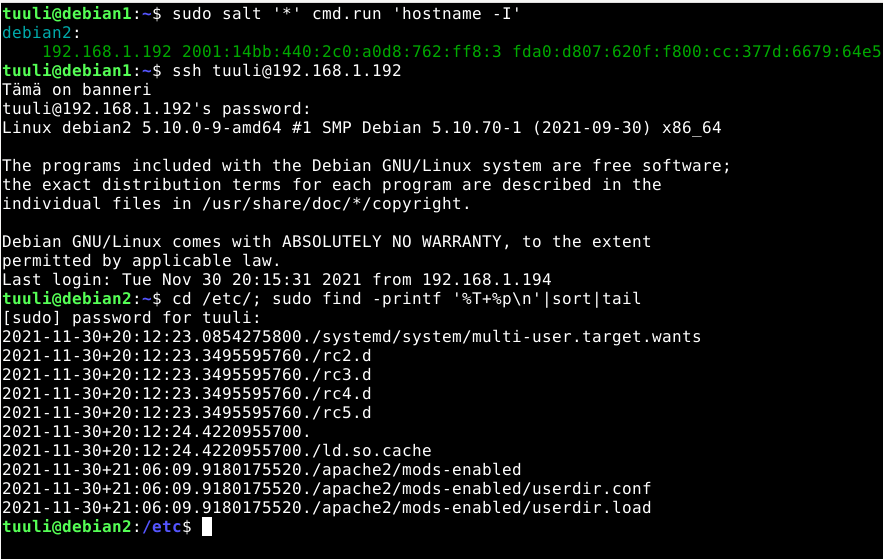 tuuli@debian1:~$ sudo salt '*' cmd.run 'hostname -I'
debian2:
    192.168.1.192 2001:14bb:440:2c0:a0d8:762:ff8:3 fda0:d807:620f:f800:cc:377d:6679:64e5
tuuli@debian1:~$ ssh tuuli@192.168.1.192
Tämä on banneri
tuuli@192.168.1.192's password:
Linux debian2 5.10.0-9-amd64 #1 SMP Debian 5.10.70-1 (2021-09-30) x86_64

The programs included with the Debian GNU/Linux system are free software;
the exact distribution terms for each program are described in the
individual files in /usr/share/doc/*/copyright.

Debian GNU/Linux comes with ABSOLUTELY NO WARRANTY, to the extent
permitted by applicable law.
Last login: Tue Nov 30 20:15:31 2021 from 192.168.1.194
tuuli@debian2:~$ cd /etc/; sudo find -printf '%T+%p\n'|sort|tail
[sudo] password for tuuli:
2021-11-30+20:12:23.0854275800./systemd/system/multi-user.target.wants
2021-11-30+20:12:23.3495595760./rc2.d
2021-11-30+20:12:23.3495595760./rc3.d
2021-11-30+20:12:23.3495595760./rc4.d
2021-11-30+20:12:23.3495595760./rc5.d
2021-11-30+20:12:24.4220955700.
2021-11-30+20:12:24.4220955700./ld.so.cache
2021-11-30+21:06:09.9180175520./apache2/mods-enabled
2021-11-30+21:06:09.9180175520./apache2/mods-enabled/userdir.conf
2021-11-30+21:06:09.9180175520./apache2/mods-enabled/userdir.load
tuuli@debian2:/etc$